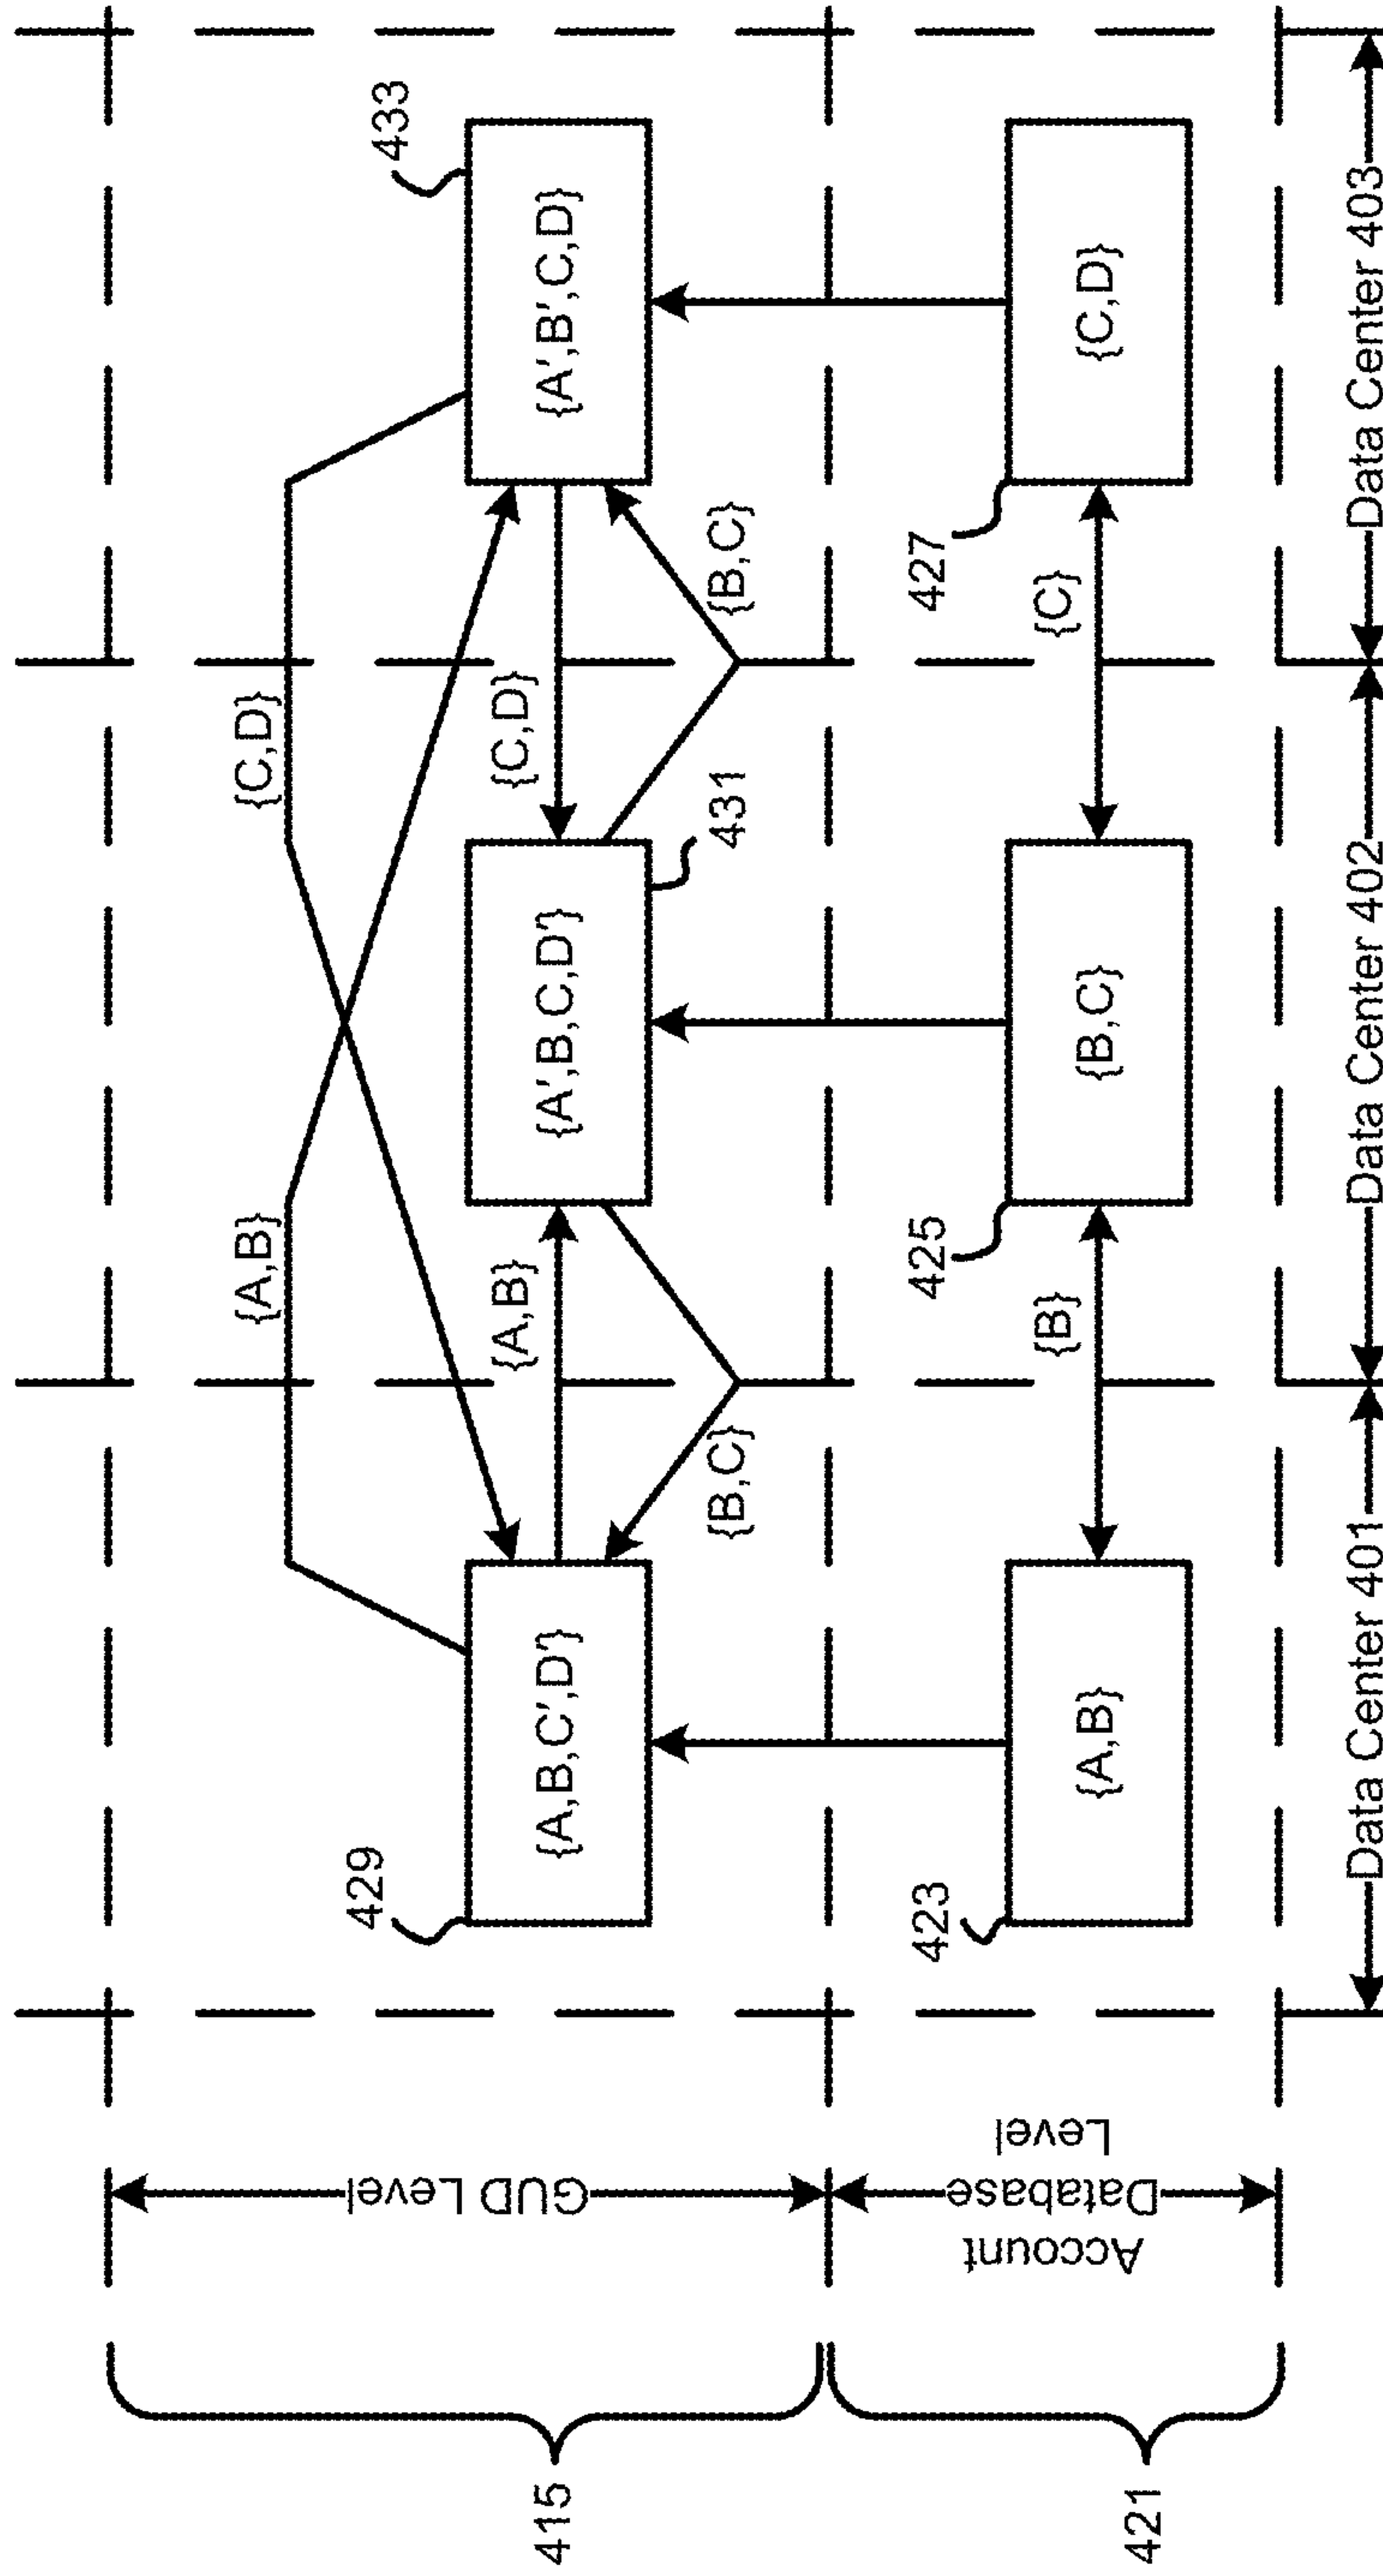 {A,B}
{C,D}
415
GUD Level
429
{A,B,C′,D′}
{A,B}
{A′,B,C,D′}
{C,D}
{A′,B′,C,D}
433
{B,C}
431
{B,C}
421
Account
Database
Level
423
{A,B}
{B}
425
{B,C}
{C}
427
{C,D}
Data Center 401
Data Center 402
Data Center 403